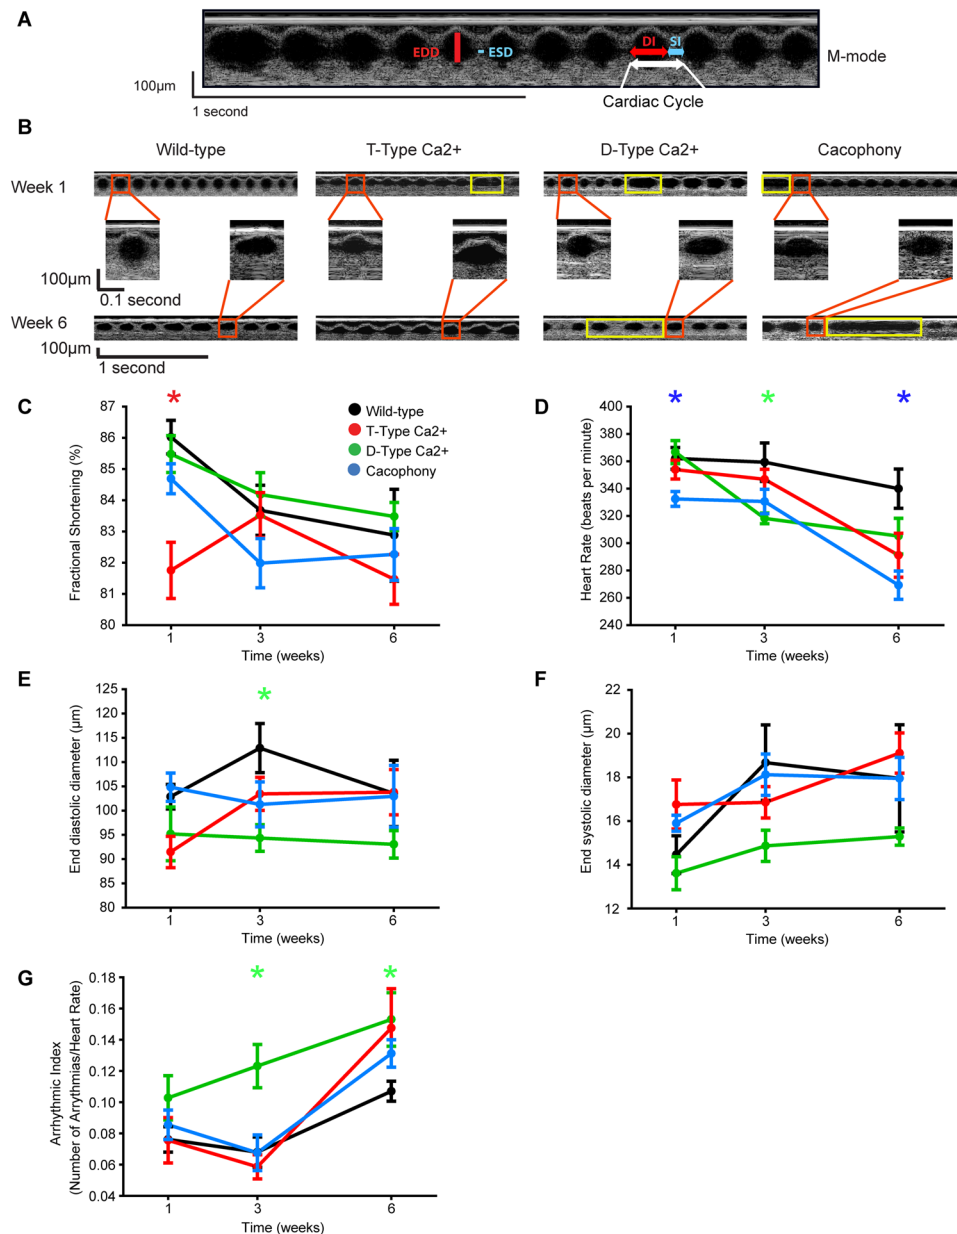 A
EDD
ESD
DI
SI
M-mode
100µm
1 second
Cardiac Cycle
B
Wild-type
T-Type Ca2+
D-Type Ca2+
Cacophony
Week 1
100µm
0.1 second
Week 6
100µm
1 second
C
*
87
86
85
84
83
82
81
80
Fractional Shortening (%)
1
3
6
Time (weeks)
Wild-type
T-Type Ca2+
D-Type Ca2+
Cacophony
D
*
*
*
400
380
360
340
320
300
280
260
240
Heart Rate (beats per minute)
1
3
6
Time (weeks)
E
*
125
120
115
110
105
100
95
90
85
80
End diastolic diameter (µm)
1
3
6
Time (weeks)
F
22
20
18
16
14
12
End systolic diameter (µm)
1
3
6
Time (weeks)
G
*
*
0.18
0.16
0.14
0.12
0.10
0.08
0.06
0.04
Arrhythmic Index
(Number of Arrythmias/Heart Rate)
1
3
6
Time (weeks)